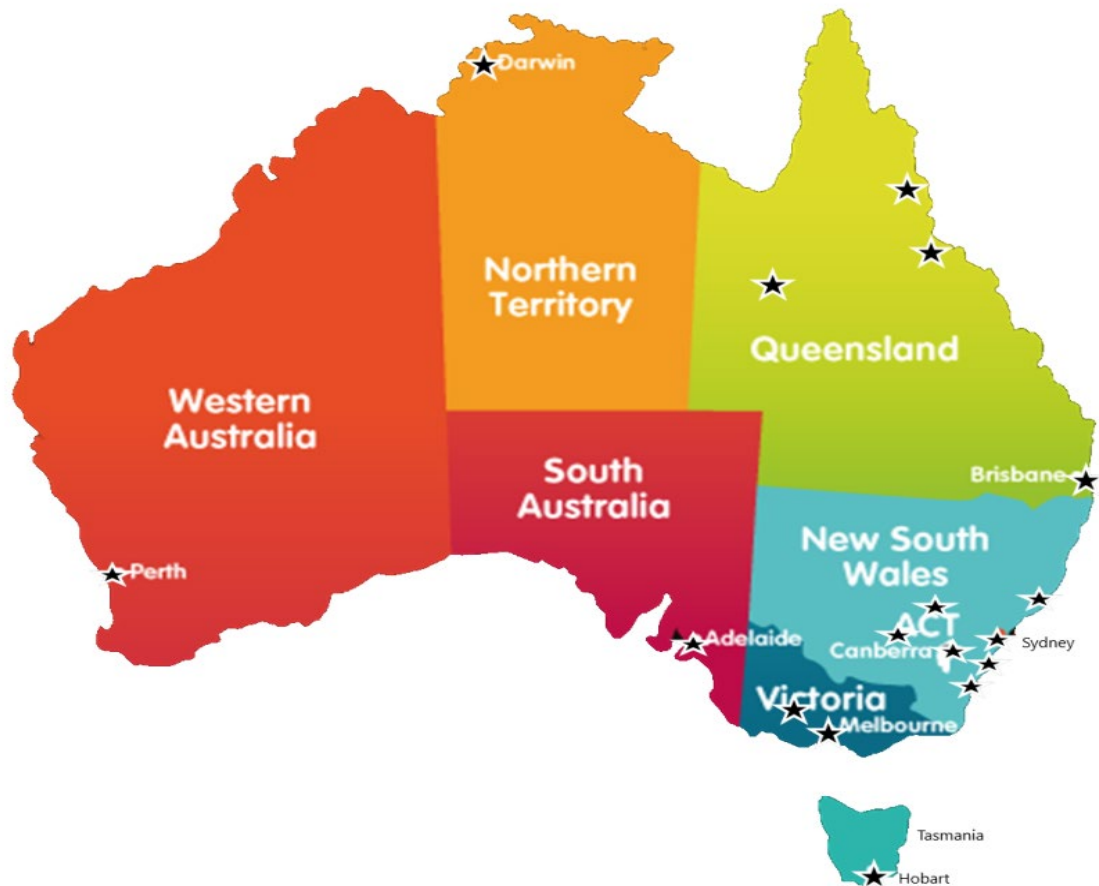 Darwin
Northern
Territory
Queensland
Western
Australia
South
Australia
Brisbane
New South
Wales
Perth
ACT
Adelaide
Canberra
Sydney
Victoria
Melbourne
Tasmania
Hobart